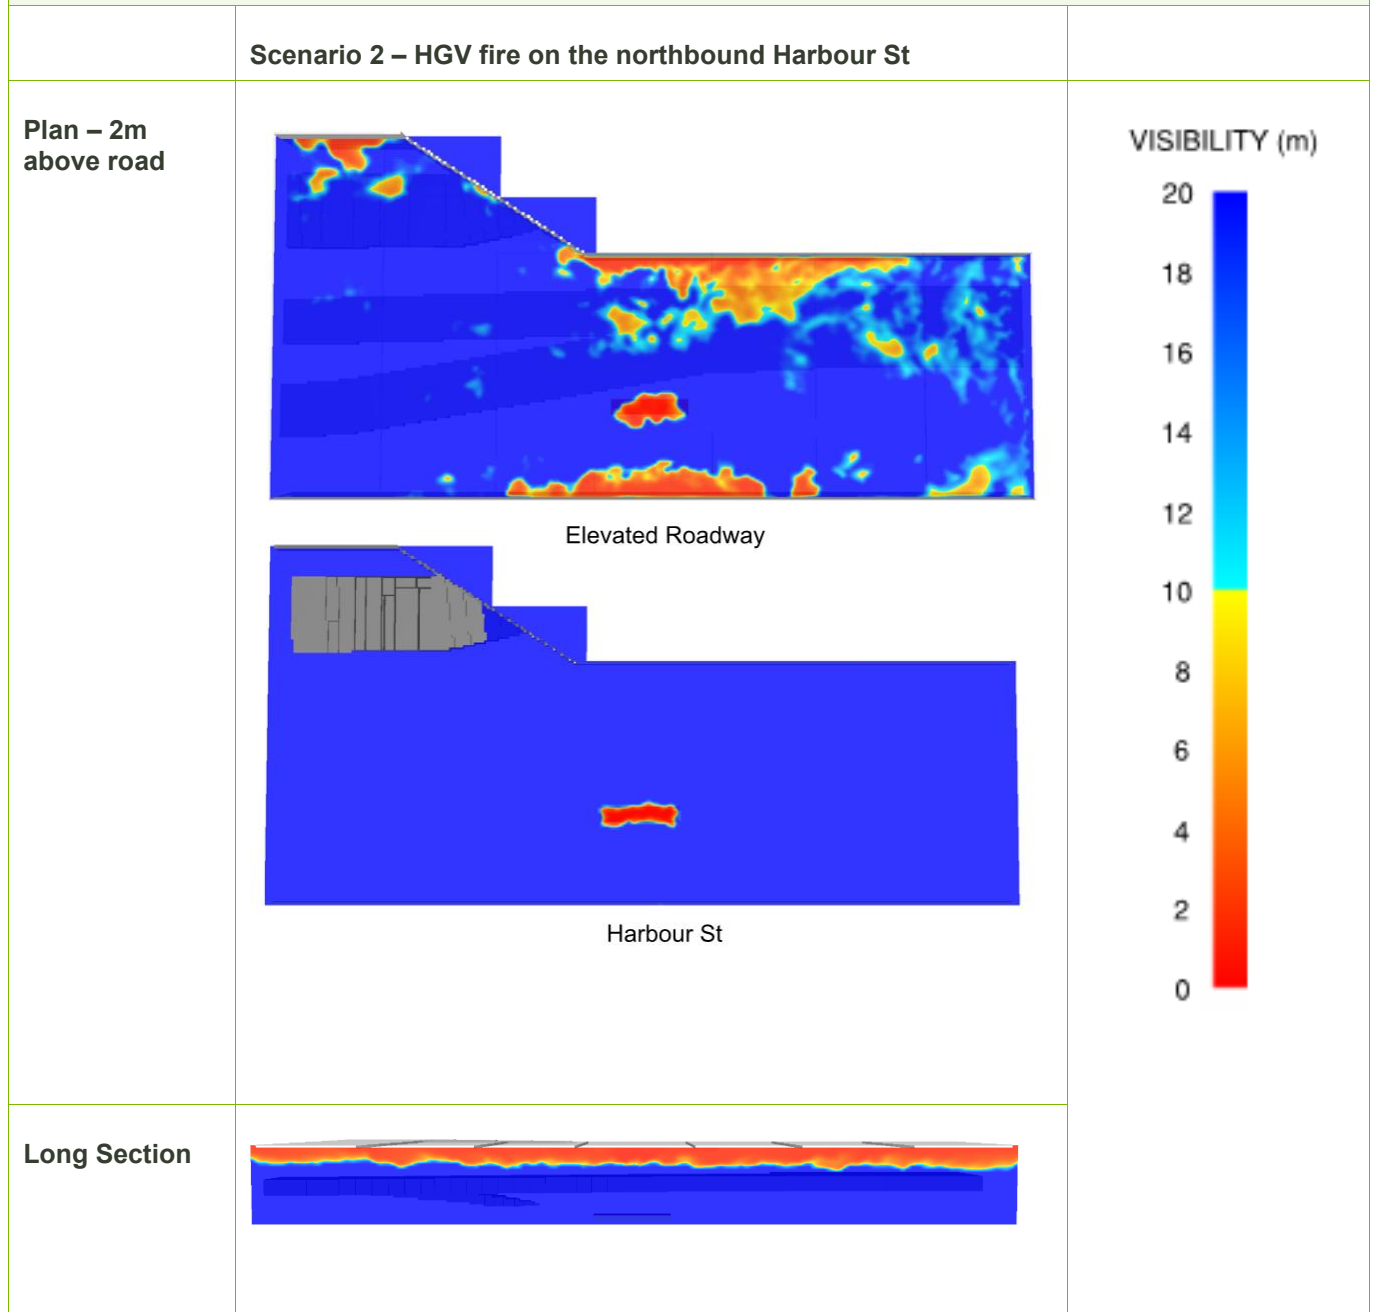 Scenario 2 – HGV fire on the northbound Harbour St
Plan – 2m
above road
VISIBILITY (m)
20
18
16
14
12
10
8
6
4
2
0
Elevated Roadway
Harbour St
Long Section